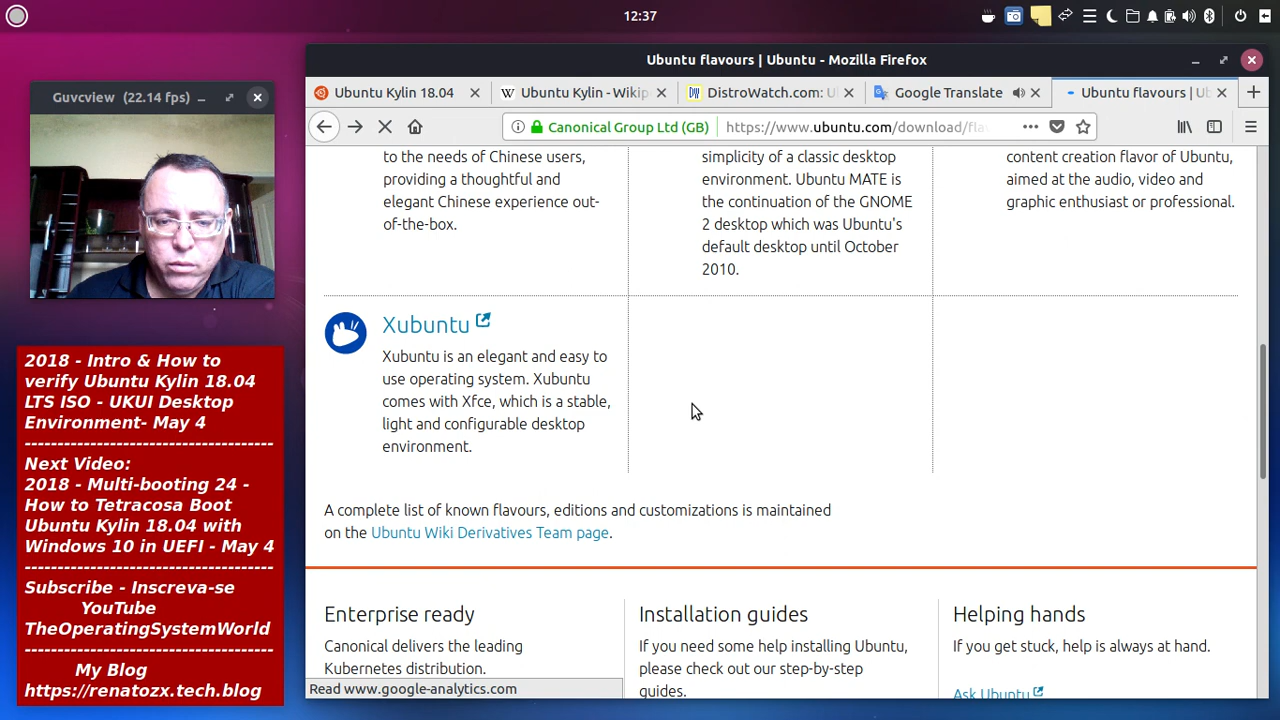 12:37
Ubuntu flavours | Ubuntu - Mozilla Firefox
Guvcview (22.14 fps)
Ubuntu Kylin 18.04
Ubuntu Kylin - Wikip
DistroWatch.com: U
Google Translate
Ubuntu flavours | U
Canonical Group Ltd (GB)
https://www.ubuntu.com/download/fla
to the needs of Chinese users,
providing a thoughtful and
elegant Chinese experience out-
of-the-box.
simplicity of a classic desktop
environment. Ubuntu MATE is
the continuation of the GNOME
2 desktop which was Ubuntu's
default desktop until October
2010.
content creation flavor of Ubuntu,
aimed at the audio, video and
graphic enthusiast or professional.
Xubuntu
Xubuntu is an elegant and easy to
use operating system. Xubuntu
comes with Xfce, which is a stable,
light and configurable desktop
environment.
A complete list of known flavours, editions and customizations is maintained
on the Ubuntu Wiki Derivatives Team page.
Enterprise ready
Canonical delivers the leading
Kubernetes distribution.
Installation guides
If you need some help installing Ubuntu,
please check out our step-by-step
guides.
Helping hands
If you get stuck, help is always at hand.
Ask Ubuntu
Read www.google-analytics.com
2018 - Intro & How to
verify Ubuntu Kylin 18.04
LTS ISO - UKUI Desktop
Environment- May 4
-------------------------------------
Next Video:
2018 - Multi-booting 24 -
How to Tetracosa Boot
Ubuntu Kylin 18.04 with
Windows 10 in UEFI - May 4
-------------------------------------
Subscribe - Inscreva-se
YouTube
TheOperatingSystemWorld
-------------------------------------
My Blog
https://renatozx.tech.blog